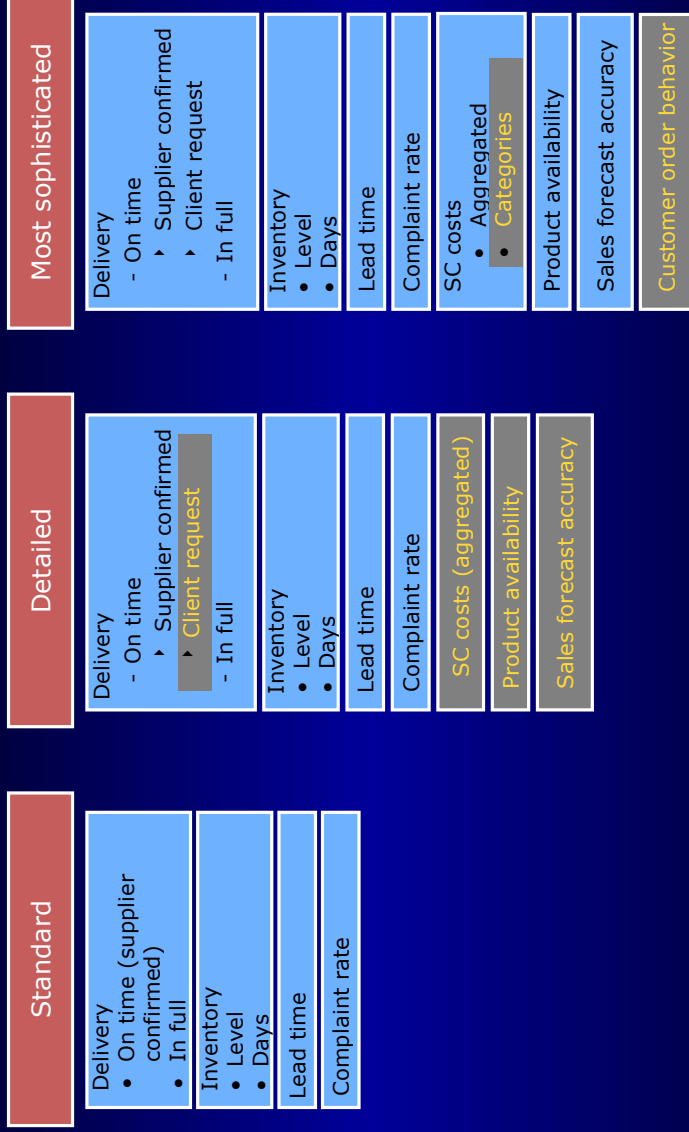 Standard
Delivery
• On time (supplier
confirmed)
• In full
Inventory
• Level
• Days
Lead time
Complaint rate
Detailed
Delivery
- On time
‣ Supplier confirmed
‣ Client request
- In full
Inventory
• Level
• Days
Lead time
Complaint rate
SC costs (aggregated)
Product availability
Sales forecast accuracy
Most sophisticated
Delivery
- On time
‣ Supplier confirmed
‣ Client request
- In full
Inventory
• Level
• Days
Lead time
Complaint rate
SC costs
• Aggregated
• Categories
Product availability
Sales forecast accuracy
Customer order behavior